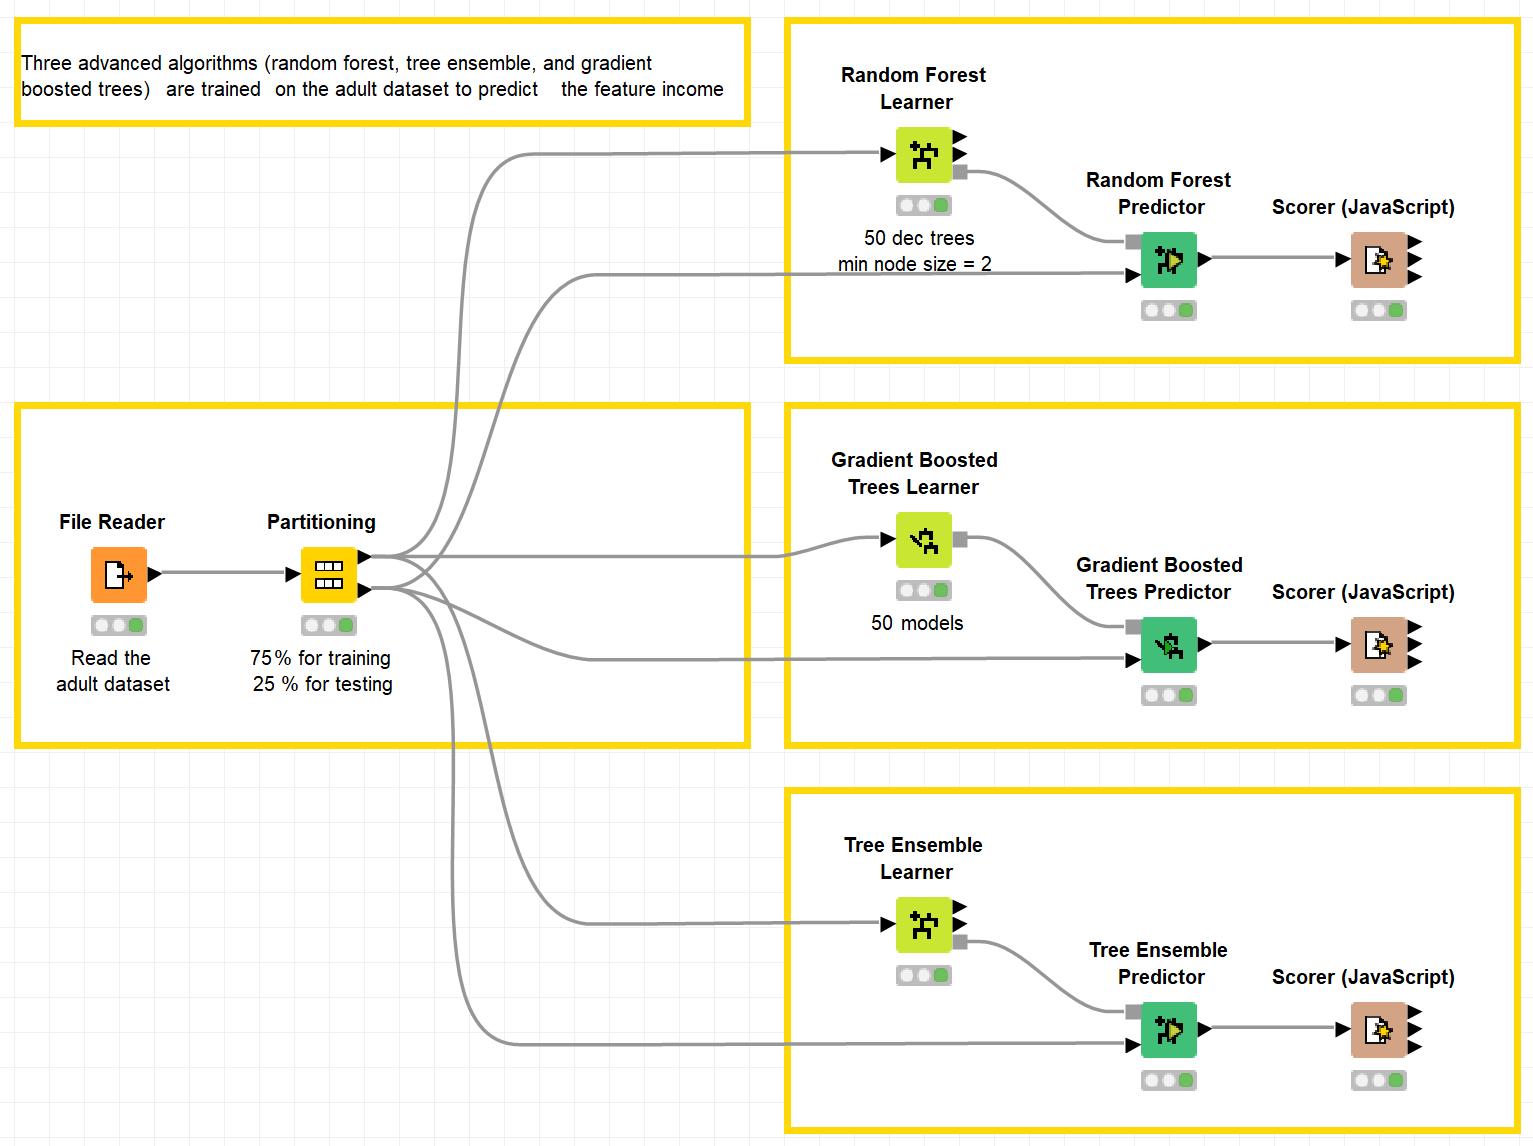 Three advanced algorithms (random forest, tree ensemble, and gradient
boosted trees) are trained on the adult dataset to predict the feature income
Random Forest
Learner
50 dec trees
min node size = 2
Random Forest
Predictor
Scorer (JavaScript)
File Reader
Read the
adult dataset
Partitioning
75% for training
25 % for testing
Gradient Boosted
Trees Learner
50 models
Gradient Boosted
Trees Predictor
Scorer (JavaScript)
Tree Ensemble
Learner
Tree Ensemble
Predictor
Scorer (JavaScript)